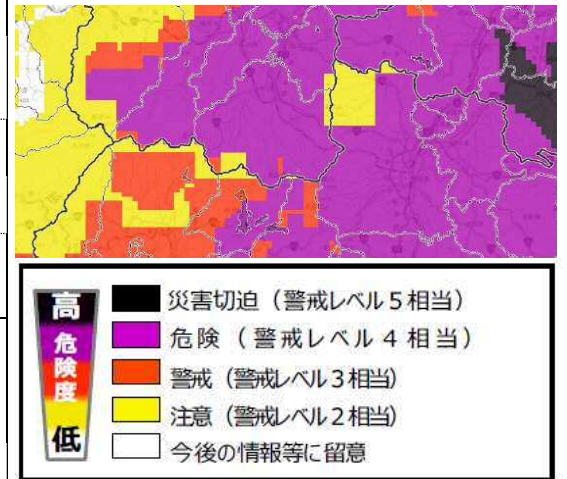 高
危険度
低
災害切迫（警戒レベル５相当）
危険（警戒レベル４相当）
警戒（警戒レベル３相当）
注意（警戒レベル２相当）
今後の情報等に留意